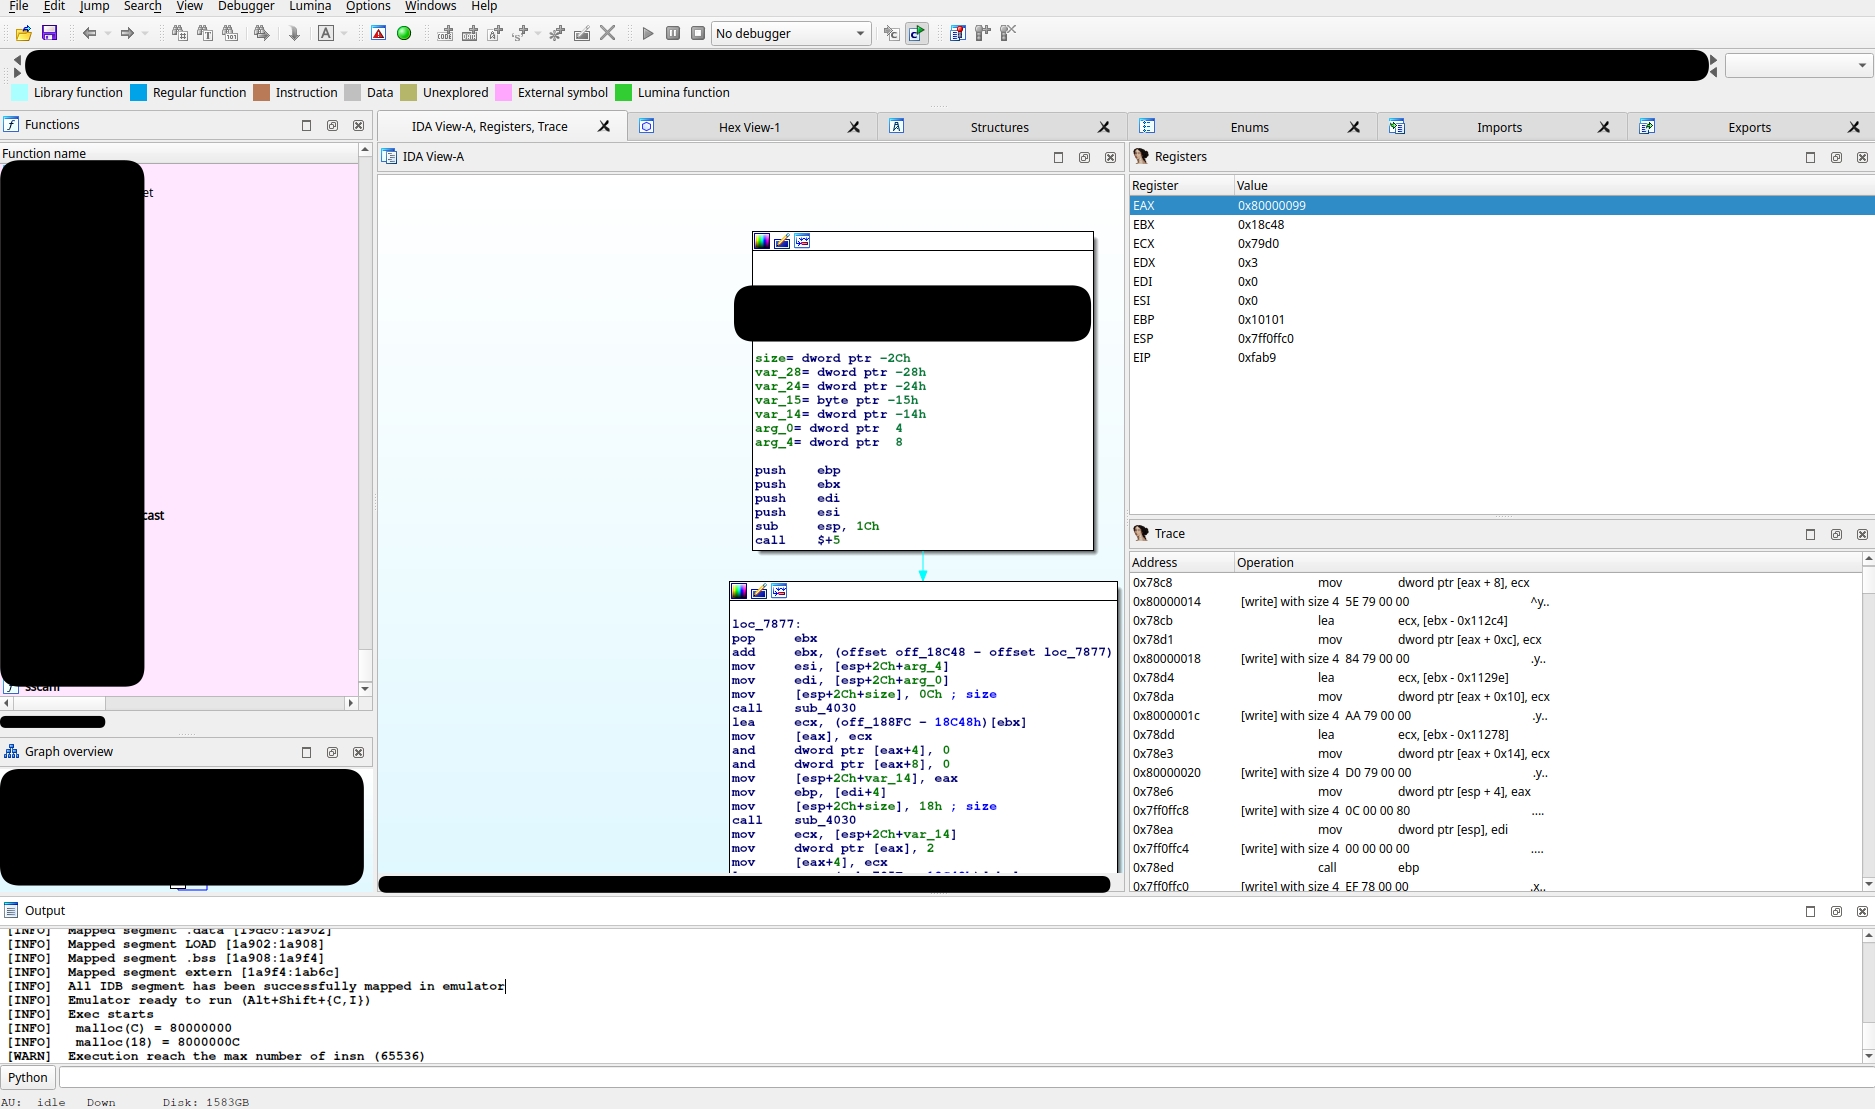 File Edit Jump Search View Debugger Lumina Options Windows Help
No debugger
Library function Regular function Instruction Data Unexplored External symbol Lumina function
Functions
Function name
IDA View-A, Registers, Trace
Hex View-1
Structures
Enums
Imports
Exports
IDA View-A
size= dword ptr -2Ch
var_28= dword ptr -28h
var_24= dword ptr -24h
var_15= byte ptr -15h
var_14= dword ptr -14h
arg_0= dword ptr 4
arg_4= dword ptr 8
push ebp
push ebx
push edi
push esi
sub esp, 1Ch
call $+5
loc_7877:
pop ebx
add ebx, (offset off_18C48 - offset loc_7877)
mov esi, [esp+2Ch+arg_4]
mov edi, [esp+2Ch+arg_0]
mov [esp+2Ch+size], 0Ch ; size
call sub_4030
lea ecx, (off_188FC - 18C48h)[ebx]
mov [eax], ecx
and dword ptr [eax+4], 0
and dword ptr [eax+8], 0
mov [esp+2Ch+var_14], eax
mov ebp, [edi+4]
mov [esp+2Ch+size], 18h ; size
call sub_4030
mov ecx, [esp+2Ch+var_14]
mov dword ptr [eax], 2
mov [eax+4], ecx
Registers
Register Value
EAX 0x80000099
EBX 0x18c48
ECX 0x79d0
EDX 0x3
EDI 0x0
ESI 0x0
EBP 0x10101
ESP 0x7ff0ffc0
EIP 0xfab9
Trace
Address Operation
0x78c8 mov dword ptr [eax + 8], ecx
0x80000014 [write] with size 4 5E 79 00 00 ^y..
0x78cb lea ecx, [ebx - 0x112c4]
0x78d1 mov dword ptr [eax + 0xc], ecx
0x80000018 [write] with size 4 84 79 00 00 .y..
0x78d4 lea ecx, [ebx - 0x1129e]
0x78da mov dword ptr [eax + 0x10], ecx
0x8000001c [write] with size 4 AA 79 00 00 .y..
0x78dd lea ecx, [ebx - 0x11278]
0x78e3 mov dword ptr [eax + 0x14], ecx
0x80000020 [write] with size 4 D0 79 00 00 .y..
0x78e6 mov dword ptr [esp + 4], eax
0x7ff0ffc8 [write] with size 4 0C 00 00 80 ....
0x78ea mov dword ptr [esp], edi
0x7ff0ffc4 [write] with size 4 00 00 00 00 ....
0x78ed call ebp
0x7ff0ffc0 [write] with size 4 EF 78 00 00 .x..
Graph overview
Output
[INFO] Mapped segment .data [19dc0:1a902]
[INFO] Mapped segment LOAD [1a902:1a908]
[INFO] Mapped segment .bss [1a908:1a9f4]
[INFO] Mapped segment extern [1a9f4:1ab6c]
[INFO] All IDB segment has been successfully mapped in emulator
[INFO] Emulator ready to run (Alt+Shift+{C,I})
[INFO] Exec starts
[INFO] malloc(C) = 80000000
[INFO] malloc(18) = 8000000C
[WARN] Execution reach the max number of insn (65536)
Python
AU: idle Down Disk: 1583GB